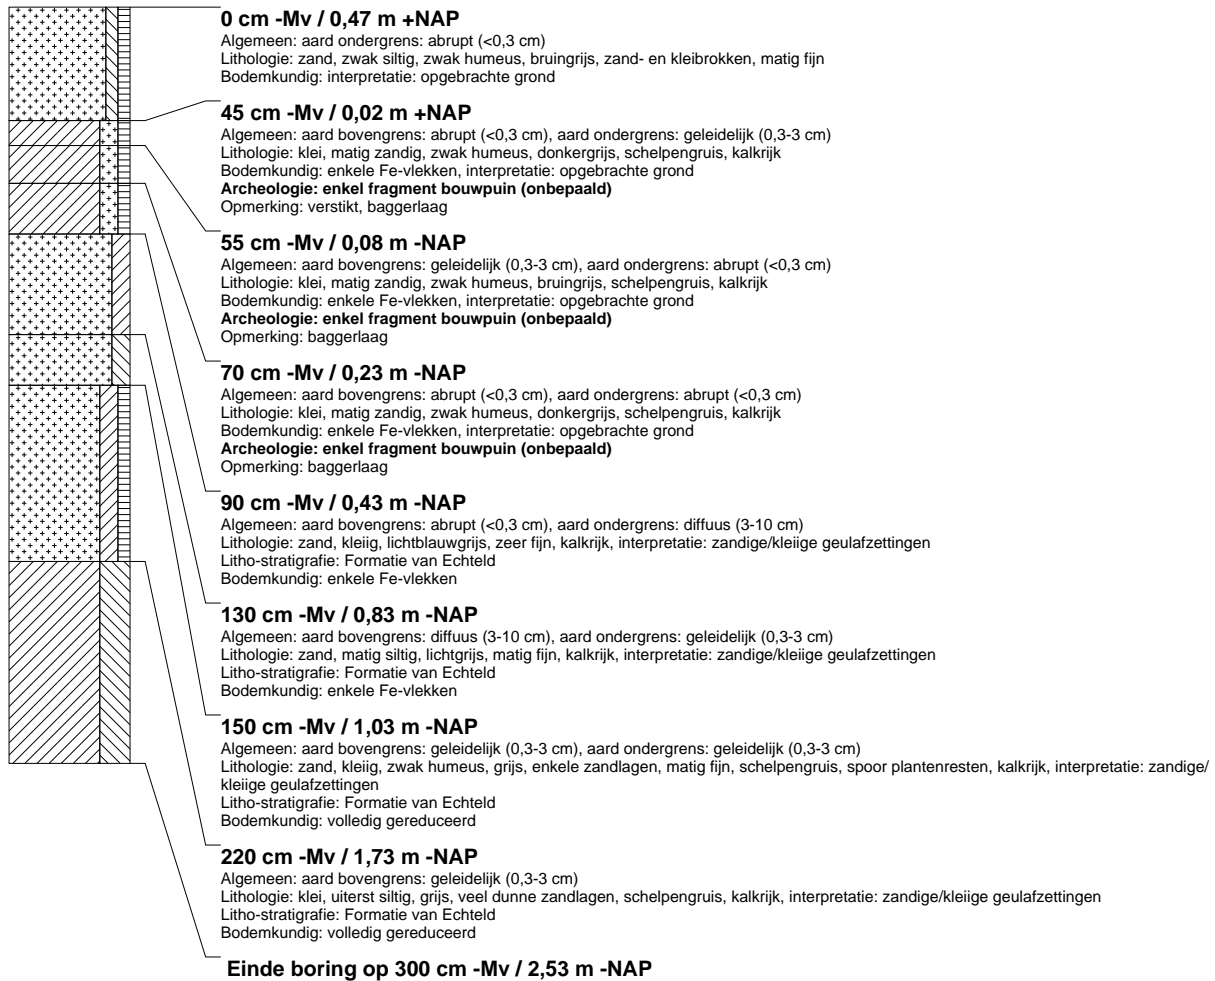 0 cm -Mv / 0,47 m +NAP
Algemeen: aard ondergrens: abrupt (<0,3 cm)
Lithologie: zand, zwak siltig, zwak humeus, bruingrijs, zand- en kleibrokken, matig fijn
Bodemkundig: interpretatie: opgebrachte grond
45 cm -Mv / 0,02 m +NAP
Algemeen: aard bovengrens: abrupt (<0,3 cm), aard ondergrens: geleidelijk (0,3-3 cm)
Lithologie: klei, matig zandig, zwak humeus, donkergrijs, schelpengruis, kalkrijk
Bodemkundig: enkele Fe-vlekken, interpretatie: opgebrachte grond
Archeologie: enkel fragment bouwpuin (onbepaald)
Opmerking: verstikt, baggerlaag
55 cm -Mv / 0,08 m -NAP
Algemeen: aard bovengrens: geleidelijk (0,3-3 cm), aard ondergrens: abrupt (<0,3 cm)
Lithologie: klei, matig zandig, zwak humeus, bruingrijs, schelpengruis, kalkrijk
Bodemkundig: enkele Fe-vlekken, interpretatie: opgebrachte grond
Archeologie: enkel fragment bouwpuin (onbepaald)
Opmerking: baggerlaag
70 cm -Mv / 0,23 m -NAP
Algemeen: aard bovengrens: abrupt (<0,3 cm), aard ondergrens: abrupt (<0,3 cm)
Lithologie: klei, matig zandig, zwak humeus, donkergrijs, schelpengruis, kalkrijk
Bodemkundig: enkele Fe-vlekken, interpretatie: opgebrachte grond
Archeologie: enkel fragment bouwpuin (onbepaald)
Opmerking: baggerlaag
90 cm -Mv / 0,43 m -NAP
Algemeen: aard bovengrens: abrupt (<0,3 cm), aard ondergrens: diffuus (3-10 cm)
Lithologie: zand, kleiig, lichtblauwgrijs, zeer fijn, kalkrijk, interpretatie: zandige/kleiige geulafzettingen
Litho-stratigrafie: Formatie van Echteld
Bodemkundig: enkele Fe-vlekken
130 cm -Mv / 0,83 m -NAP
Algemeen: aard bovengrens: diffuus (3-10 cm), aard ondergrens: geleidelijk (0,3-3 cm)
Lithologie: zand, matig siltig, lichtgrijs, matig fijn, kalkrijk, interpretatie: zandige/kleiige geulafzettingen
Litho-stratigrafie: Formatie van Echteld
Bodemkundig: enkele Fe-vlekken
150 cm -Mv / 1,03 m -NAP
Algemeen: aard bovengrens: geleidelijk (0,3-3 cm), aard ondergrens: geleidelijk (0,3-3 cm)
Lithologie: zand, kleiig, zwak humeus, grijs, enkele zandlagen, matig fijn, schelpengruis, spoor plantenresten, kalkrijk, interpretatie: zandige/
kleiige geulafzettingen
Litho-stratigrafie: Formatie van Echteld
Bodemkundig: volledig gereduceerd
220 cm -Mv / 1,73 m -NAP
Algemeen: aard bovengrens: geleidelijk (0,3-3 cm)
Lithologie: klei, uiterst siltig, grijs, veel dunne zandlagen, schelpengruis, kalkrijk, interpretatie: zandige/kleiige geulafzettingen
Litho-stratigrafie: Formatie van Echteld
Bodemkundig: volledig gereduceerd
Einde boring op 300 cm -Mv / 2,53 m -NAP